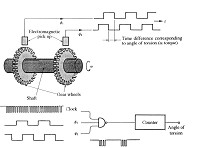 Electromagnetic
pick up
Time difference corresponding
to angle of torsion (to torque)
Gear wheels
Shaft
Clock
Counter
Angle of
torsion